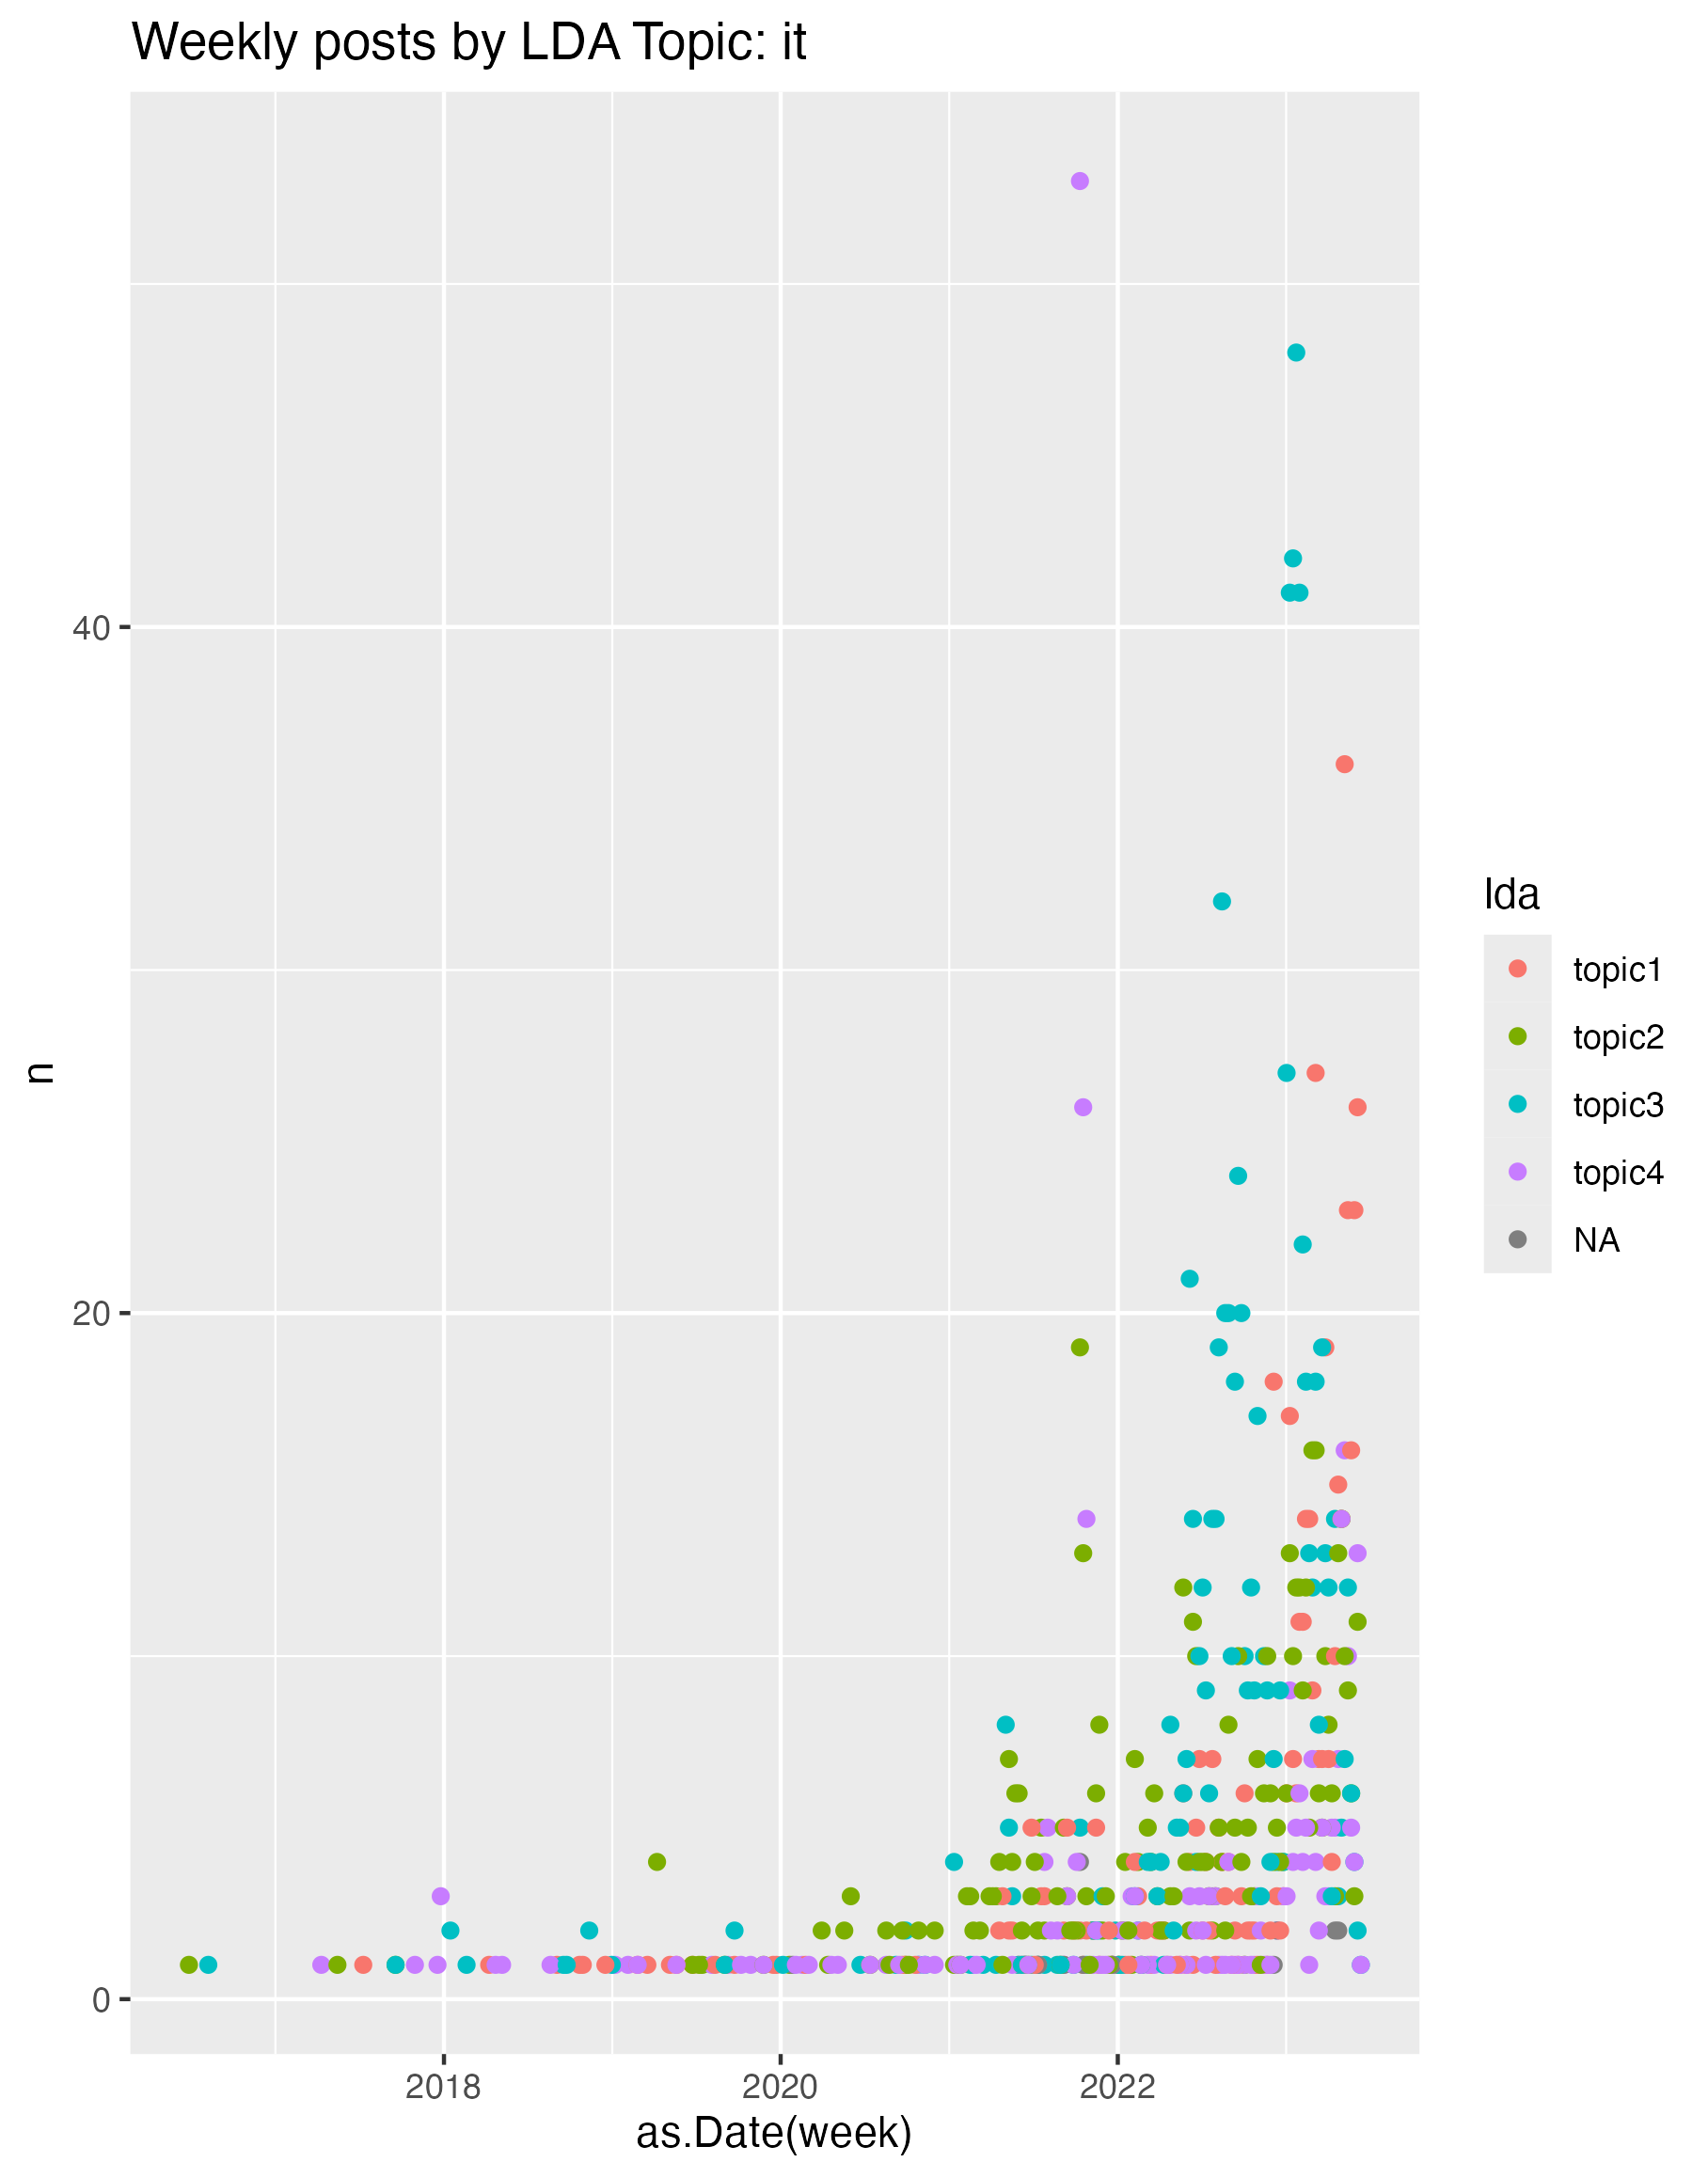 Weekly posts by LDA Topic: it
n
40
20
0
2018
2020
2022
as.Date(week)
lda
topic1
topic2
topic3
topic4
NA